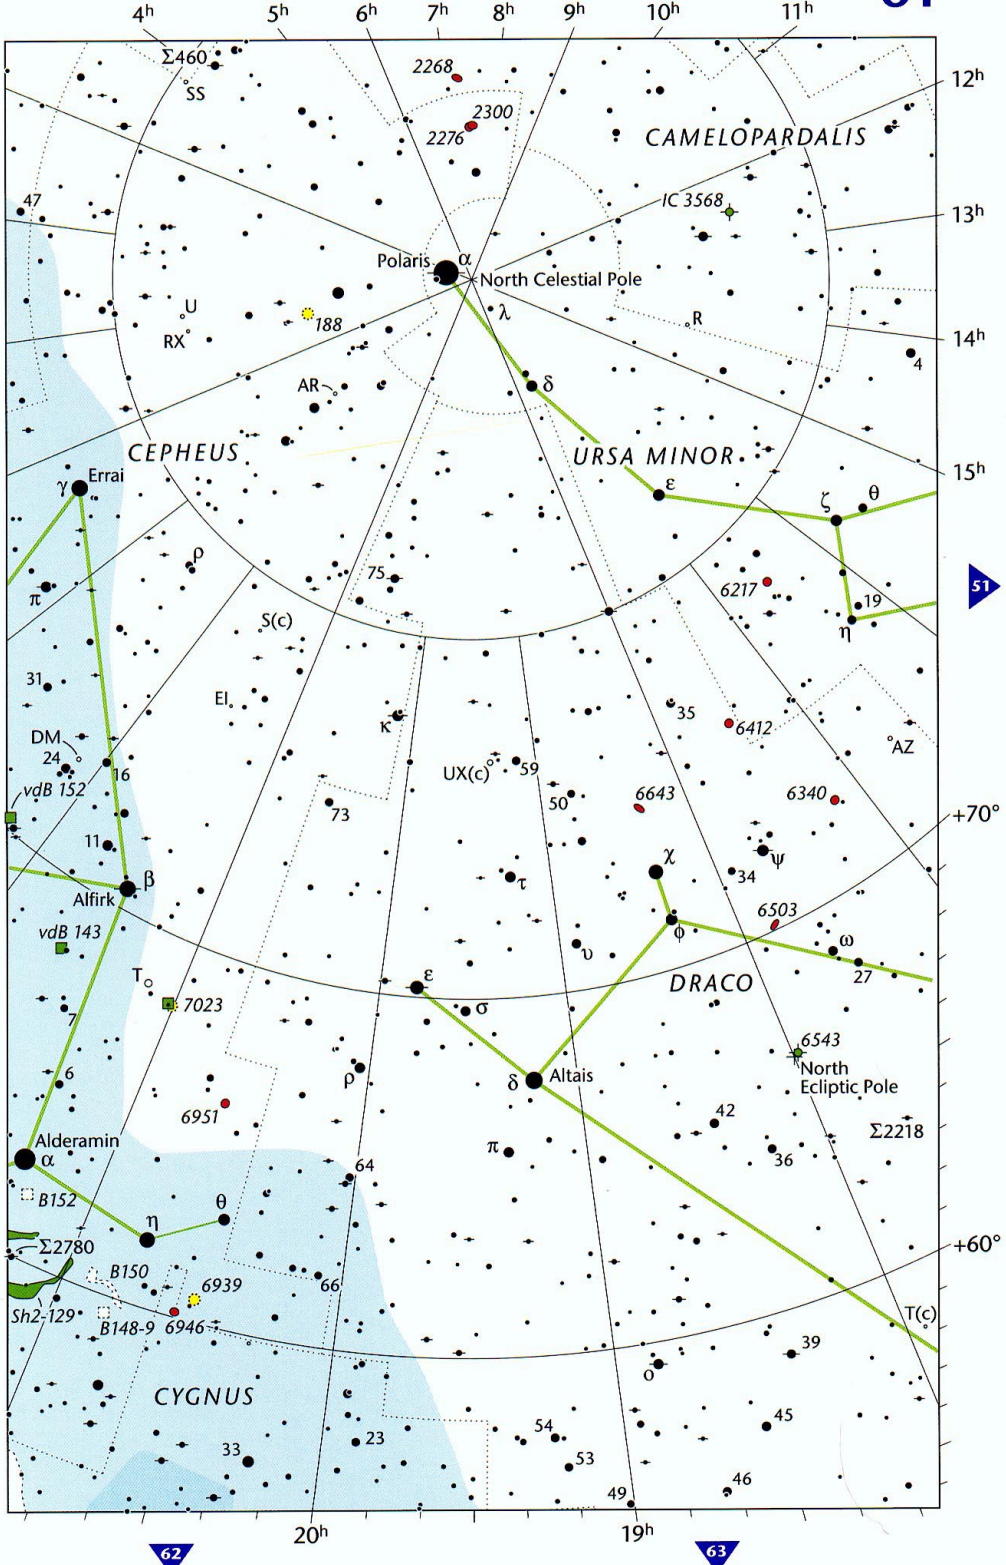 4h 5h 6h 7h 8h 9h 10h 11h
Σ460
SS
2268
2300
2276
CAMELOPARDALIS
12h
47
IC 3568
13h
Polaris α
North Celestial Pole
U
RX
188
λ
R
14h
4
AR
δ
CEPHEUS
URSA MINOR
15h
γ Errai
ε
ζ θ
ρ
π
75
6217
51
19
η
S(c)
31
EI
κ
35
6412
AZ
DM
24
16
UX(c)
59
vdB 152
73
50
6643
6340
+70°
11
χ
ψ
34
τ
β
Alfirk
6503
vdB 143
υ
φ
ω
27
T
7023
ε
σ
DRACO
7
6543
North
Ecliptic Pole
6
ρ
δ Altais
6951
42
Σ2218
Alderamin
α
π
36
64
B152
η
θ
Σ2780
+60°
B150
6939
66
Sh2-129
B148-9 6946
T(c)
39
ο
CYGNUS
45
33
23
54
53
46
49
20h 19h
62 63